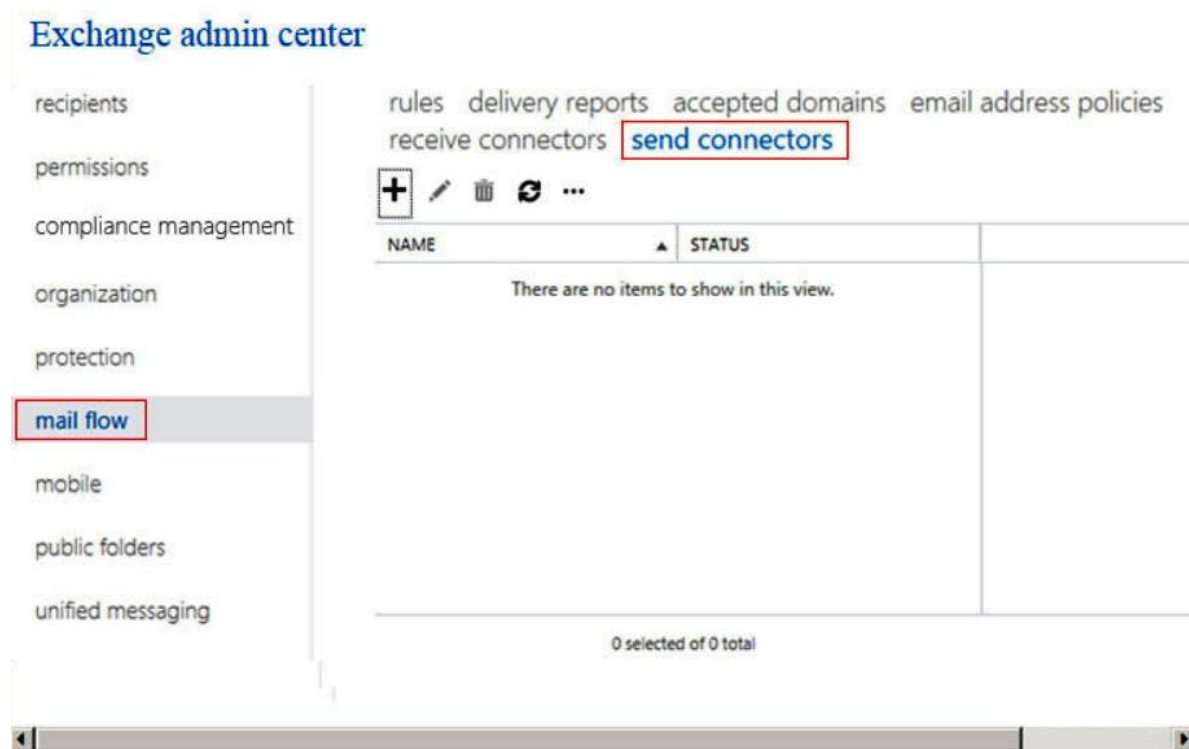 Exchange admin center
recipients
permissions
compliance management
organization
protection
mail flow
mobile
public folders
unified messaging
rules delivery reports accepted domains email address policies
receive connectors send connectors
NAME STATUS
There are no items to show in this view.
0 selected of 0 total